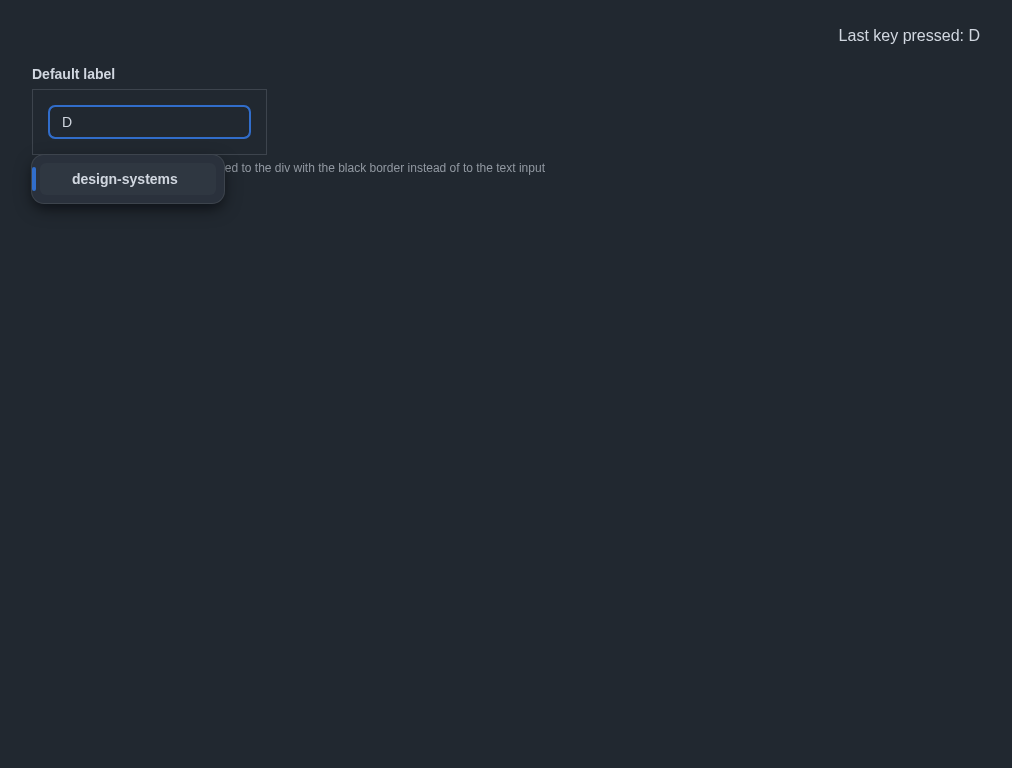 Last key pressed: D
Default label
D
ed to the div with the black border instead of to the text input
design-systems